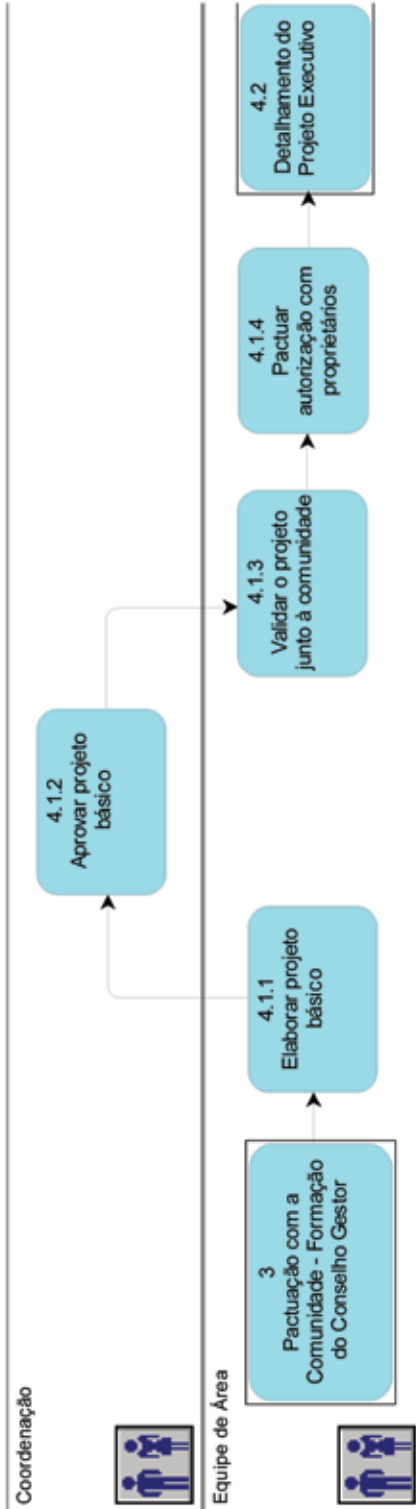 Coordenação
4.1.2
Aprovar projeto
básico
Equipe de Área
3
Pactuação com a
Comunidade - Formação
do Conselho Gestor
4.1.1
Elaborar projeto
básico
4.1.3
Validar o projeto
junto à comunidade
4.1.4
Pactuar
autorização com
proprietários
4.2
Detalhamento do
Projeto Executivo